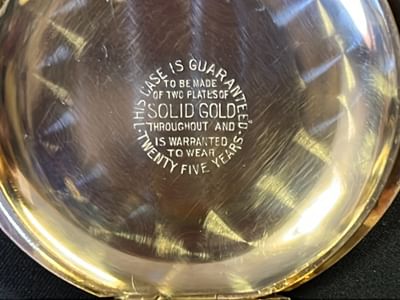 THIS CASE IS GUARANTEED
TO BE MADE
OF TWO PLATES OF
SOLID GOLD
THROUGHOUT AND
IS WARRANTED
TO WEAR
TWENTY FIVE YEARS